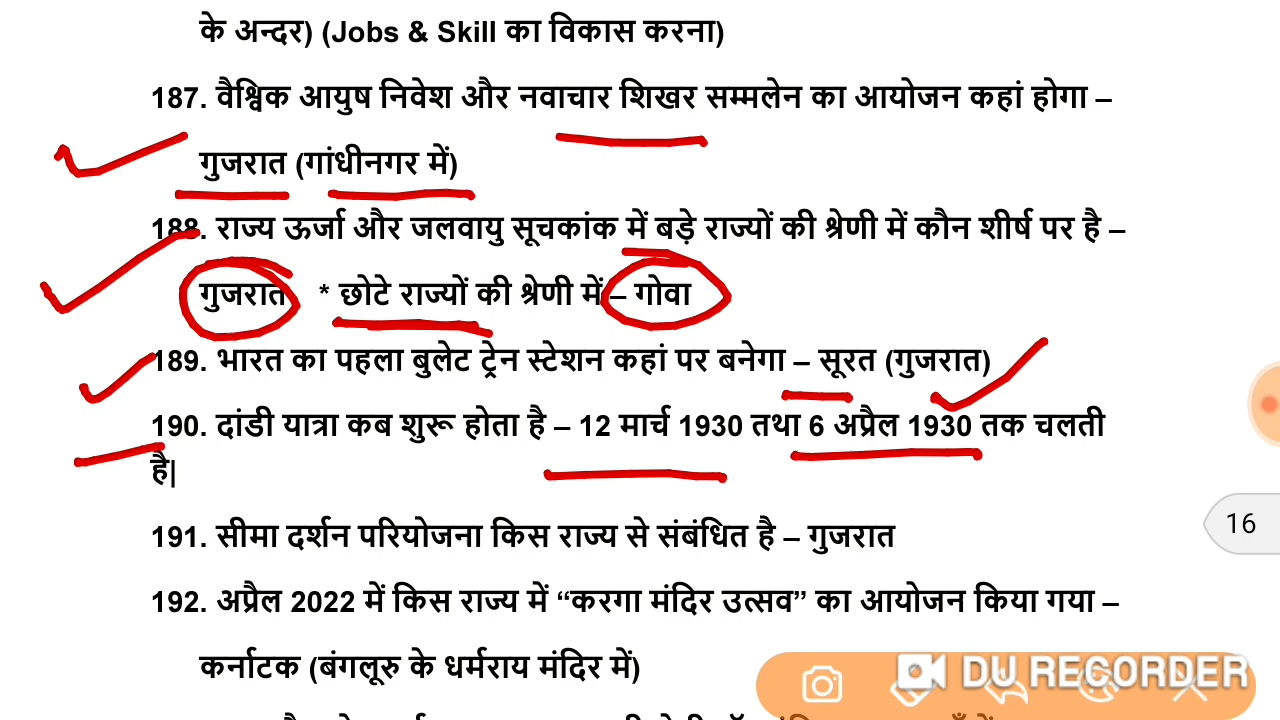 के अन्दर) (Jobs & Skill का विकास करना)
187. वैश्विक आयुष निवेश और नवाचार शिखर सम्मलेन का आयोजन कहां होगा –
गुजरात (गांधीनगर में)
188. राज्य ऊर्जा और जलवायु सूचकांक में बड़े राज्यों की श्रेणी में कौन शीर्ष पर है –
गुजरात * छोटे राज्यों की श्रेणी में – गोवा
189. भारत का पहला बुलेट ट्रेन स्टेशन कहां पर बनेगा – सूरत (गुजरात)
190. दांडी यात्रा कब शुरू होता है – 12 मार्च 1930 तथा 6 अप्रैल 1930 तक चलती
है|
16
191. सीमा दर्शन परियोजना किस राज्य से संबंधित है – गुजरात
192. अप्रैल 2022 में किस राज्य में “करगा मंदिर उत्सव” का आयोजन किया गया –
कर्नाटक (बंगलूरु के धर्मराय मंदिर में)
DU RECORDER